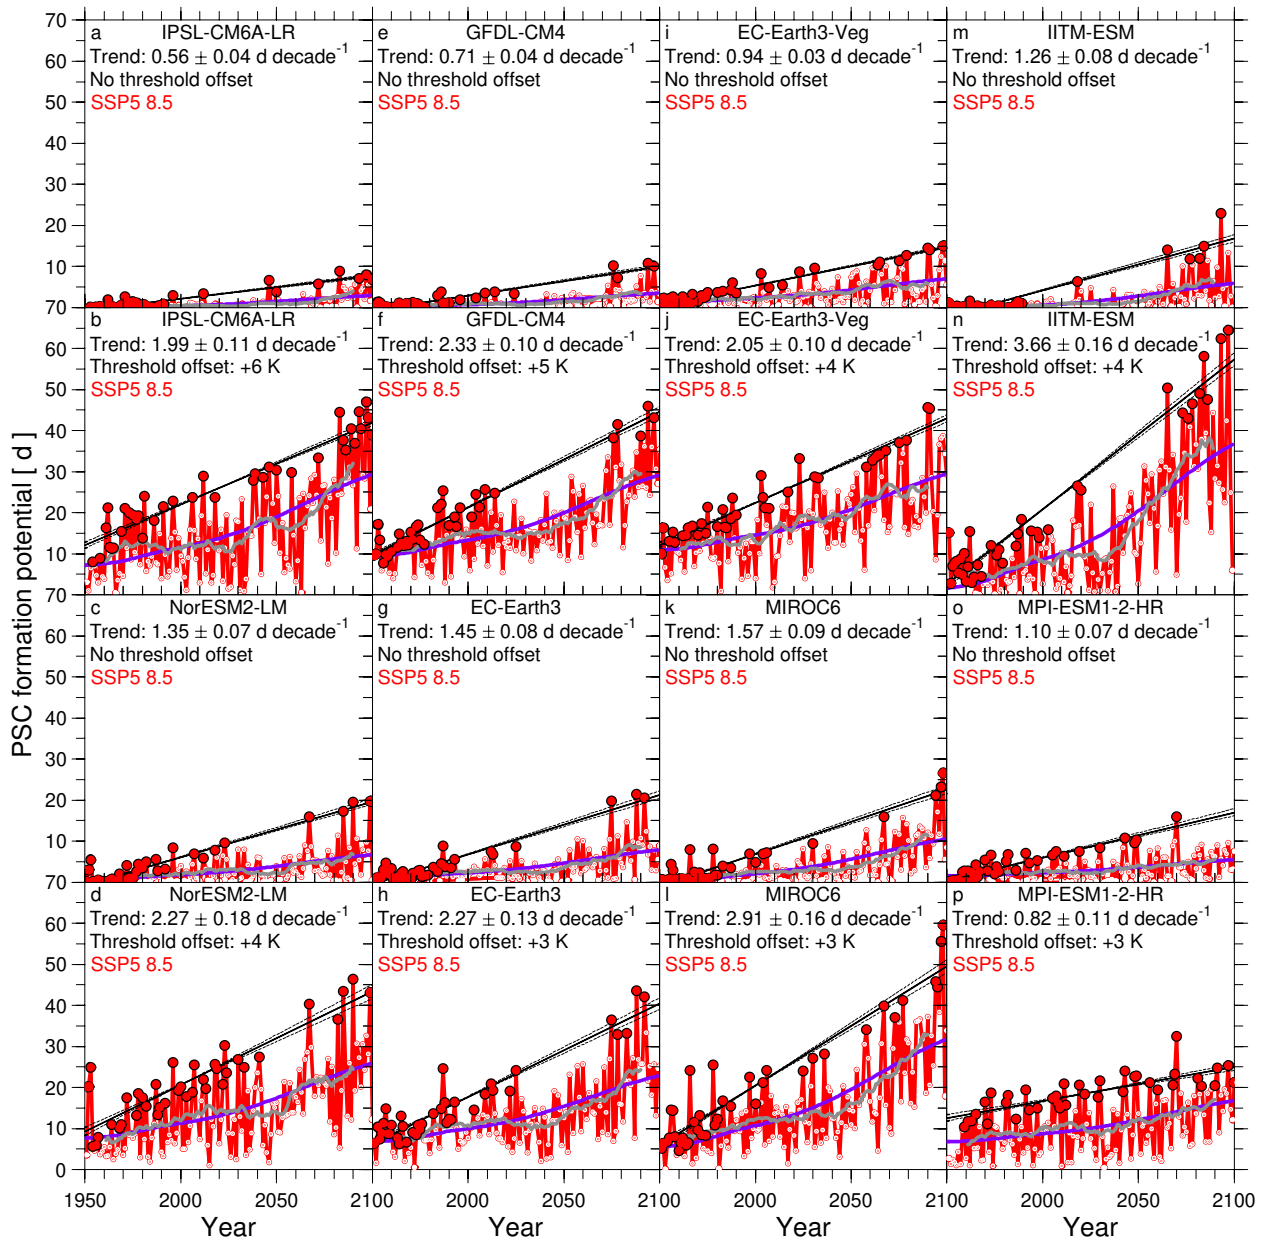 a IPSL-CM6A-LR
Trend: 0.56 ± 0.04 d decade-1
No threshold offset
SSP5 8.5
e GFDL-CM4
Trend: 0.71 ± 0.04 d decade-1
No threshold offset
SSP5 8.5
i EC-Earth3-Veg
Trend: 0.94 ± 0.03 d decade-1
No threshold offset
SSP5 8.5
m IITM-ESM
Trend: 1.26 ± 0.08 d decade-1
No threshold offset
SSP5 8.5
70
60
50
40
30
20
10
b IPSL-CM6A-LR
Trend: 1.99 ± 0.11 d decade-1
Threshold offset: +6 K
SSP5 8.5
f GFDL-CM4
Trend: 2.33 ± 0.10 d decade-1
Threshold offset: +5 K
SSP5 8.5
j EC-Earth3-Veg
Trend: 2.05 ± 0.10 d decade-1
Threshold offset: +4 K
SSP5 8.5
n IITM-ESM
Trend: 3.66 ± 0.16 d decade-1
Threshold offset: +4 K
SSP5 8.5
70
60
50
40
30
20
10
c NorESM2-LM
Trend: 1.35 ± 0.07 d decade-1
No threshold offset
SSP5 8.5
g EC-Earth3
Trend: 1.45 ± 0.08 d decade-1
No threshold offset
SSP5 8.5
k MIROC6
Trend: 1.57 ± 0.09 d decade-1
No threshold offset
SSP5 8.5
o MPI-ESM1-2-HR
Trend: 1.10 ± 0.07 d decade-1
No threshold offset
SSP5 8.5
70
60
50
40
30
20
10
d NorESM2-LM
Trend: 2.27 ± 0.18 d decade-1
Threshold offset: +4 K
SSP5 8.5
h EC-Earth3
Trend: 2.27 ± 0.13 d decade-1
Threshold offset: +3 K
SSP5 8.5
l MIROC6
Trend: 2.91 ± 0.16 d decade-1
Threshold offset: +3 K
SSP5 8.5
p MPI-ESM1-2-HR
Trend: 0.82 ± 0.11 d decade-1
Threshold offset: +3 K
SSP5 8.5
70
60
50
40
30
20
10
0
PSC formation potential [ d ]
1950 2000 2050 2100 2000 2050 2100 2000 2050 2100 2000 2050 2100
Year Year Year Year